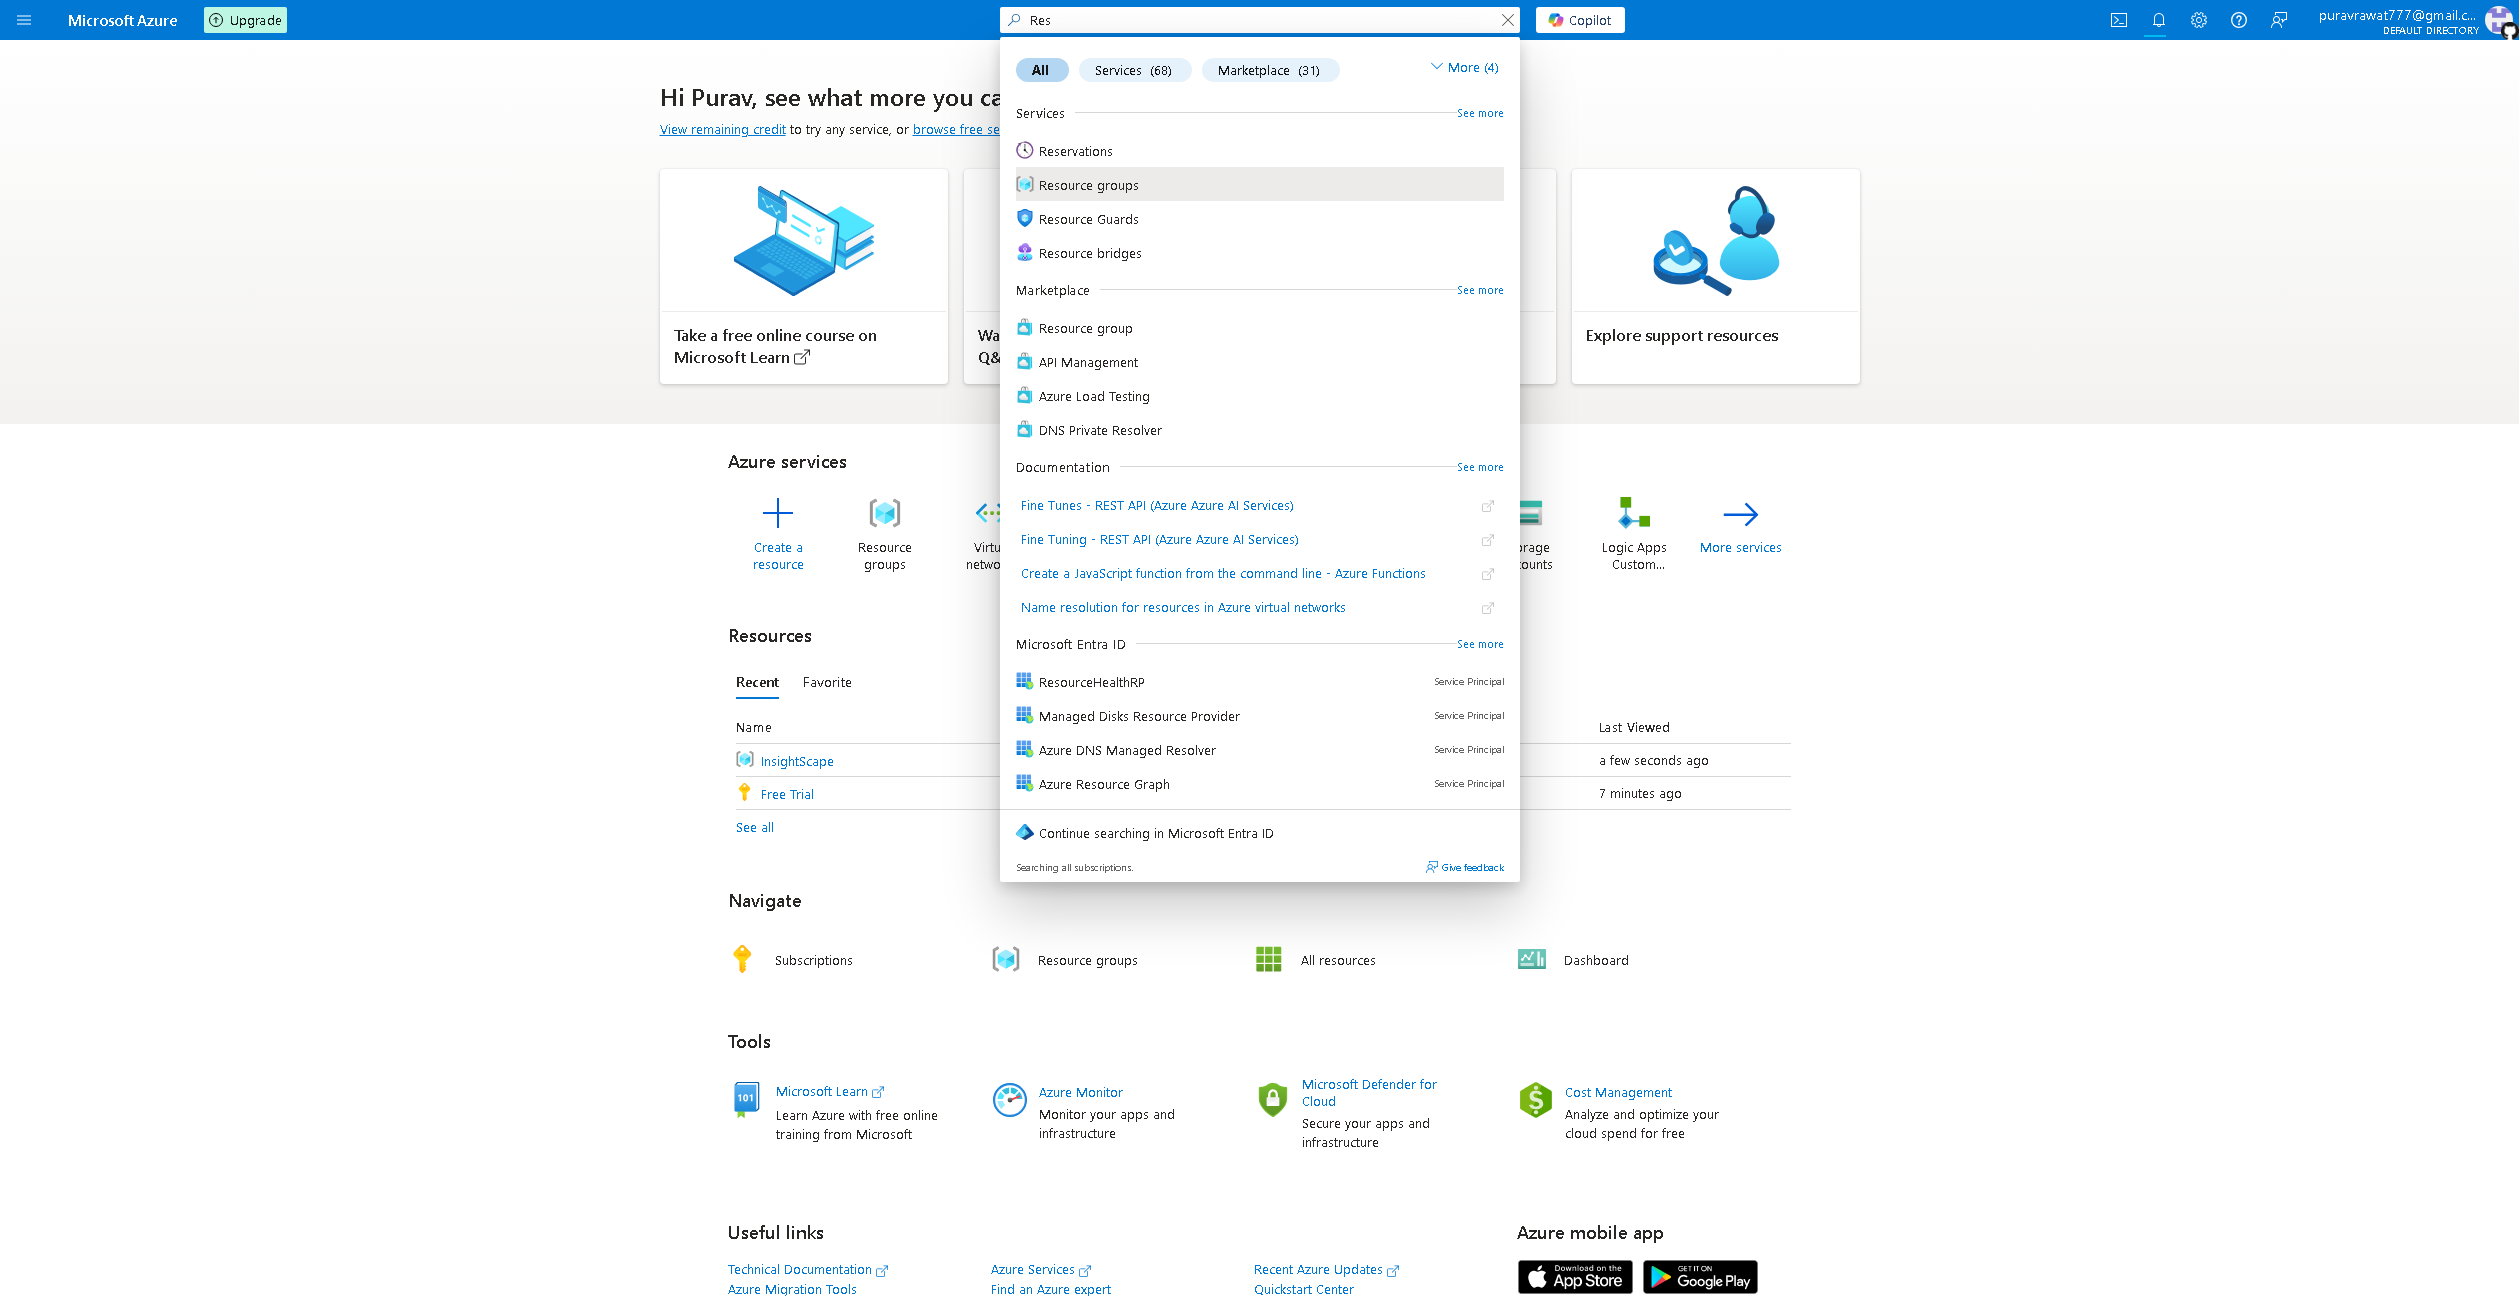 Microsoft Azure
Upgrade
Res
Copilot
puravrawat777@gmail.c...
DEFAULT DIRECTORY
All
Services (68)
Marketplace (31)
More (4)
Hi Purav, see what more you ca
View remaining credit to try any service, or browse free se
Services
See more
Reservations
Resource groups
Resource Guards
Resource bridges
Marketplace
See more
Resource group
API Management
Azure Load Testing
DNS Private Resolver
Documentation
See more
Fine Tunes - REST API (Azure Azure AI Services)
Fine Tuning - REST API (Azure Azure AI Services)
Create a JavaScript function from the command line - Azure Functions
Name resolution for resources in Azure virtual networks
Microsoft Entra ID
See more
ResourceHealthRP
Service Principal
Managed Disks Resource Provider
Service Principal
Azure DNS Managed Resolver
Service Principal
Azure Resource Graph
Service Principal
Continue searching in Microsoft Entra ID
Searching all subscriptions.
Give feedback
Take a free online course on
Microsoft Learn
Wa
Q&
Explore support resources
Azure services
Create a
resource
Resource
groups
Virtu
netwo
orage
ounts
Logic Apps
Custom...
More services
Resources
Recent
Favorite
Name
Last Viewed
InsightScape
a few seconds ago
Free Trial
7 minutes ago
See all
Navigate
Subscriptions
Resource groups
All resources
Dashboard
Tools
101
Microsoft Learn
Learn Azure with free online
training from Microsoft
Azure Monitor
Monitor your apps and
infrastructure
Microsoft Defender for
Cloud
Secure your apps and
infrastructure
Cost Management
Analyze and optimize your
cloud spend for free
Useful links
Azure mobile app
Technical Documentation
Azure Services
Recent Azure Updates
Azure Migration Tools
Find an Azure expert
Quickstart Center
Download on the
App Store
GET IT ON
Google Play